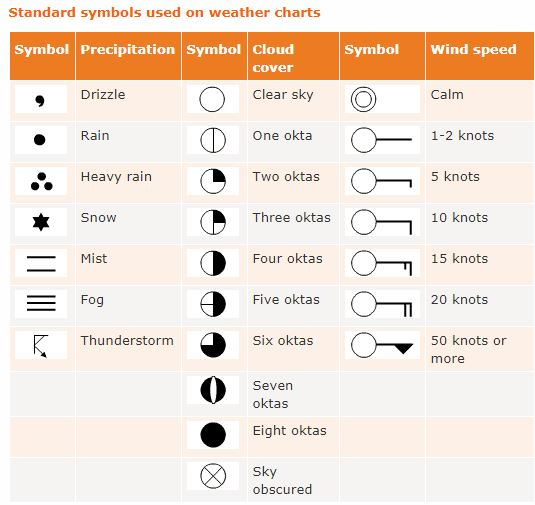 Standard symbols used on weather charts
Symbol Precipitation Symbol Cloud cover Symbol Wind speed
Drizzle Clear sky Calm
Rain One okta 1-2 knots
Heavy rain Two oktas 5 knots
Snow Three oktas 10 knots
Mist Four oktas 15 knots
Fog Five oktas 20 knots
Thunderstorm Six oktas 50 knots or more
Seven
oktas
Eight oktas
Sky
obscured